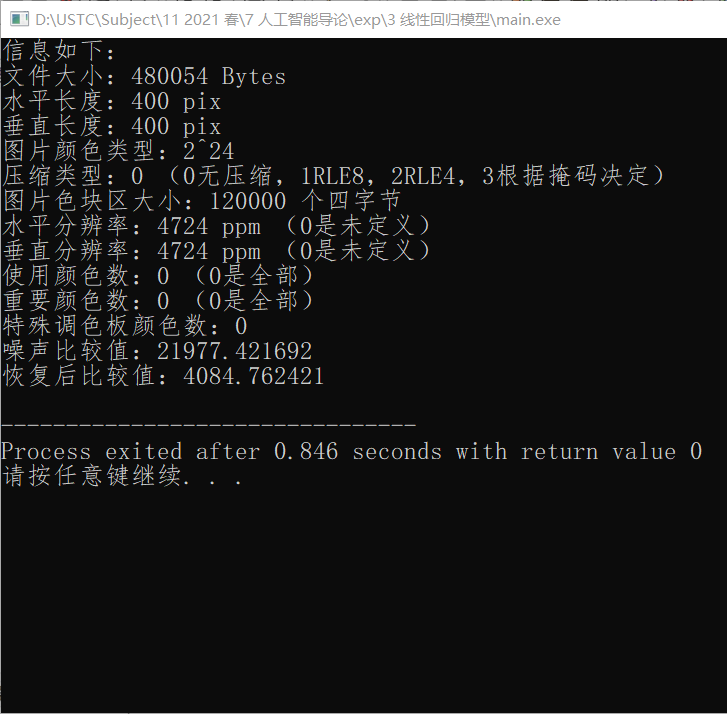 D:\USTC\Subject\11 2021 春\7 人工智能导论\exp\3 线性回归模型\main.exe
信息如下：
文件大小：480054 Bytes
水平长度：400 pix
垂直长度：400 pix
图片颜色类型：2^24
压缩类型：0 （0无压缩，1RLE8，2RLE4，3根据掩码决定）
图片色块区大小：120000 个四字节
水平分辨率：4724 ppm （0是未定义）
垂直分辨率：4724 ppm （0是未定义）
使用颜色数：0 （0是全部）
重要颜色数：0 （0是全部）
特殊调色板颜色数：0
噪声比较值：21977.421692
恢复后比较值：4084.762421
--------------------------------
Process exited after 0.846 seconds with return value 0
请按任意键继续. . .